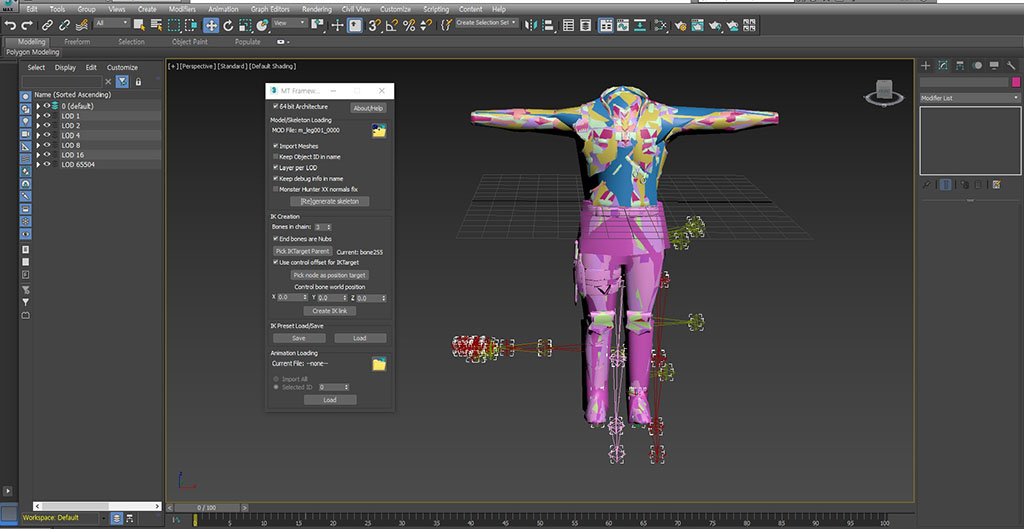 MAX
Edit Tools Group Views Create Modifiers Animation Graph Editors Rendering Civil View Customize Scripting Content Help
All View Create Selection Set
Modeling Freeform Selection Object Paint Populate
Polygon Modeling
Select Display Edit Customize
[+] [Perspective] [Standard] [Default Shading]
Name (Sorted Ascending)
0 (default)
LOD 1
LOD 2
LOD 4
LOD 8
LOD 16
LOD 65504
MT Framew...
64 bit Architecture About/Help
Model/Skeleton Loading
MOD File: m_leg001_0000
Import Meshes
Keep Object ID in name
Layer per LOD
Keep debug info in name
Monster Hunter XX normals fix
[Re]generate skeleton
IK Creation
Bones in chain: 3
End bones are Nubs
Pick IKTarget Parent Current: bone255
Use control offset for IKTarget
Pick node as position target
Control bone world position
X 0.0 Y 0.0 Z 0.0
Create IK link
IK Preset Load/Save
Save Load
Animation Loading
Current File: --none--
Import All
Selected ID 0
Load
Modifier List
0 / 100
Workspace: Default
0 5 10 15 20 25 30 35 40 45 50 55 60 65 70 75 80 85 90 95 100